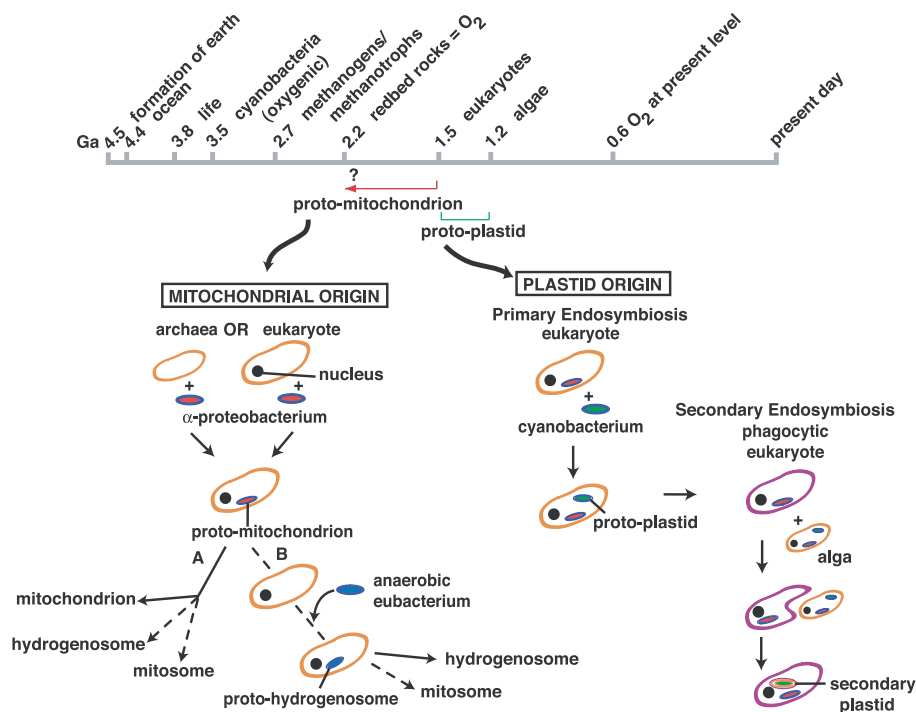 Ga
4.5 formation of earth
4.4 ocean
3.8 life
3.5 cyanobacteria
(oxygenic)
2.7 methanogens/
methanotrophs
2.2 redbed rocks = O₂
1.5 eukaryotes
1.2 algae
0.6 O₂ at present level
present day
?
proto-mitochondrion
proto-plastid
MITOCHONDRIAL ORIGIN
archaea OR eukaryote
nucleus
+ +
α-proteobacterium
proto-mitochondrion
A B
mitochondrion
hydrogenosome
mitosome
anaerobic
eubacterium
proto-hydrogenosome
hydrogenosome
mitosome
PLASTID ORIGIN
Primary Endosymbiosis
eukaryote
+
cyanobacterium
proto-plastid
Secondary Endosymbiosis
phagocytic
eukaryote
+
alga
secondary
plastid